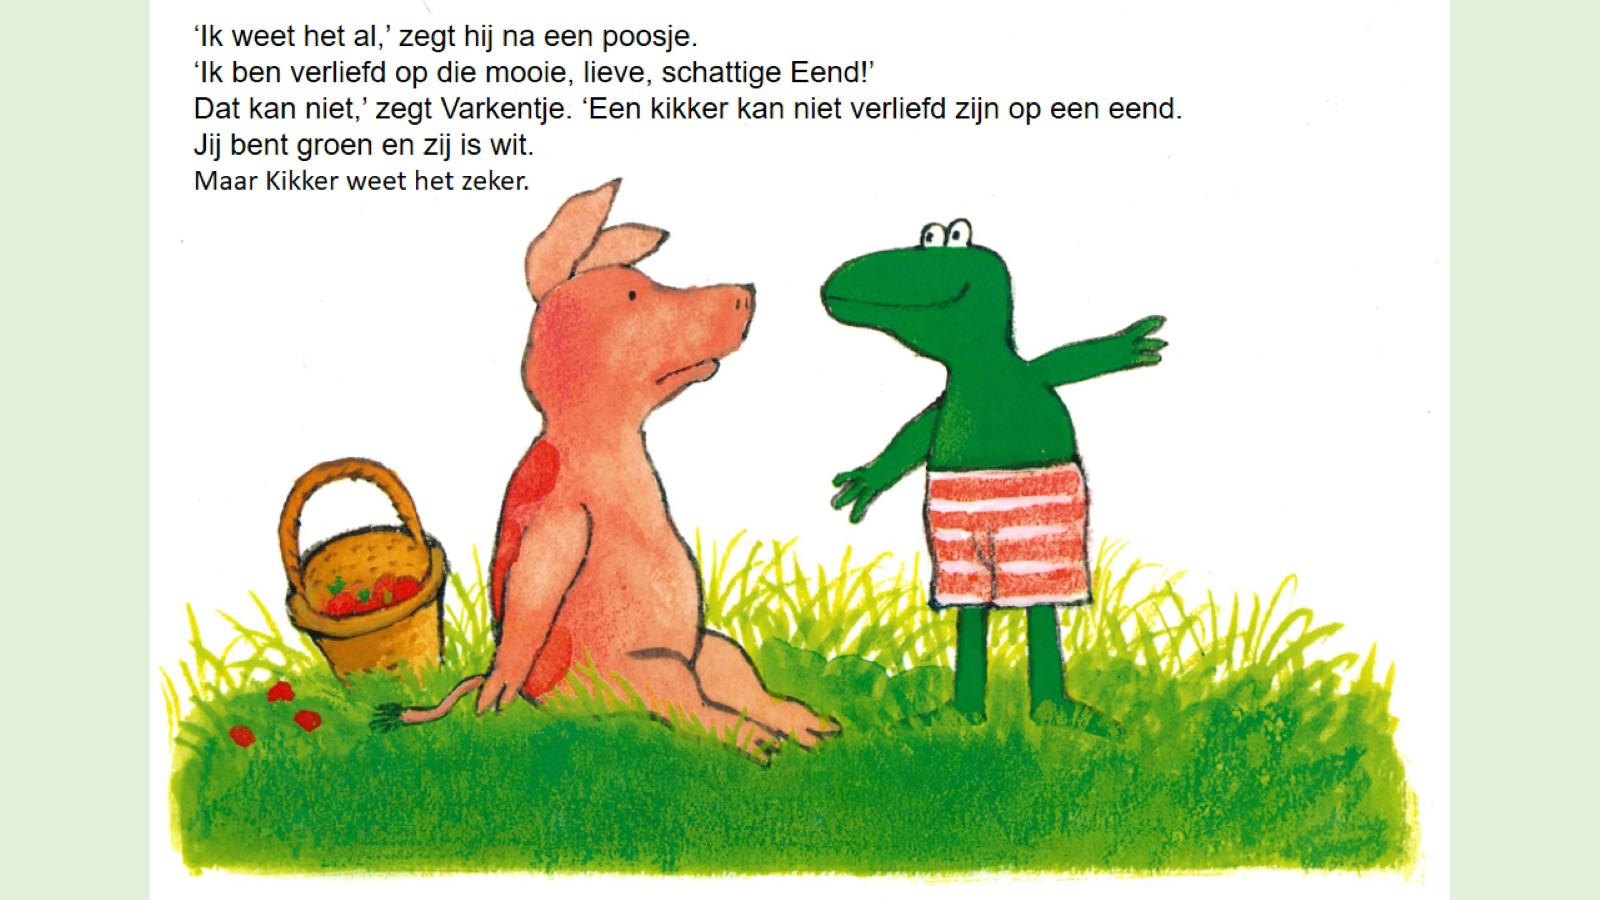 ‘Ik weet het al,’ zegt hij na een poosje.
‘Ik ben verliefd op die mooie, lieve, schattige Eend!’
Dat kan niet,’ zegt Varkentje. ‘Een kikker kan niet verliefd zijn op een eend.
Jij bent groen en zij is wit.
Maar Kikker weet het zeker.